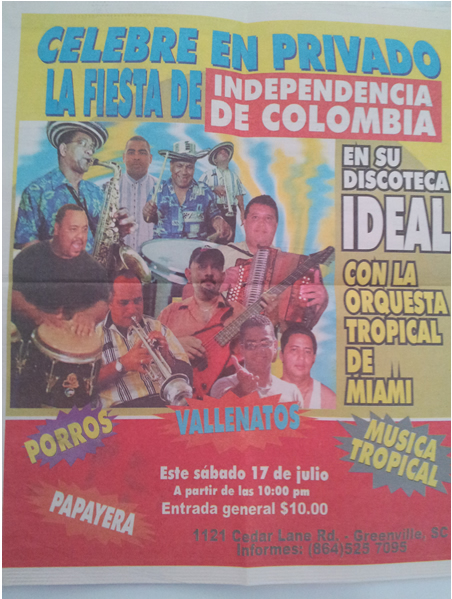 CELEBRE EN PRIVADO
LA FIESTA DE
INDEPENDENCIA
DE COLOMBIA
EN SU
DISCOTECA
IDEAL
CON LA
ORQUESTA
TROPICAL
DE
MIAMI
PORROS
VALLENATOS
MUSICA
TROPICAL
PAPAYERA
Este sábado 17 de julio
A partir de las 10:00 pm
Entrada general $10.00
1121 Cedar Lane Rd. - Greenville, SC
Informes: (864)525 7095